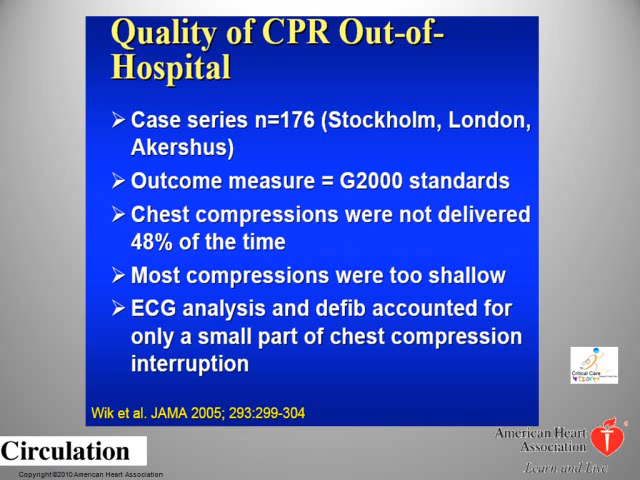 Quality of CPR Out-of-
Hospital
Case series n=176 (Stockholm, London,
Akershus)
Outcome measure = G2000 standards
Chest compressions were not delivered
48% of the time
Most compressions were too shallow
ECG analysis and defib accounted for
only a small part of chest compression
interruption
Critical Care
Wik et al. JAMA 2005; 293:299-304
Circulation
American Heart
Association
Learn and Live
Copyright ©2010 American Heart Association